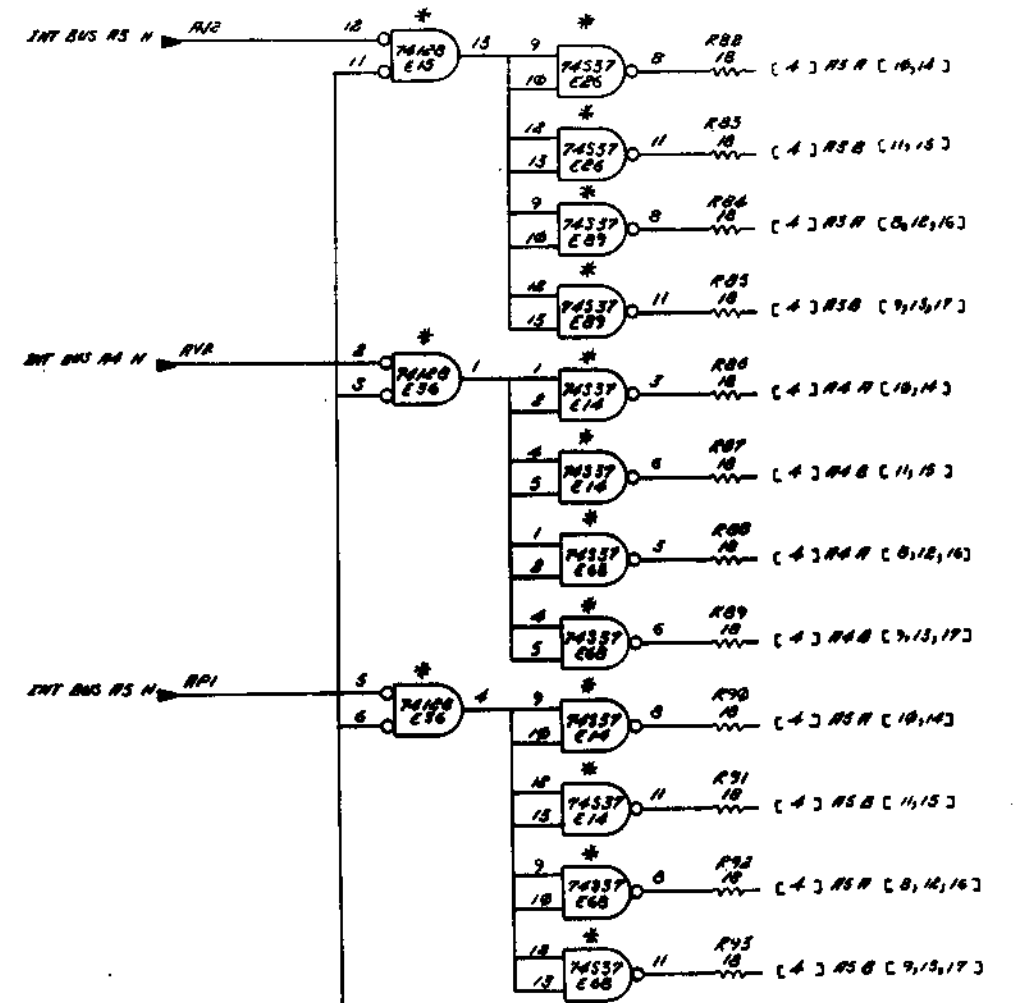 INT BUS A3 H AV2 12 11 * 74128 E15 13
9 10 * 74S37 E26 8 R82 18 [ 4 ] A3 A [ 10,14 ]
12 13 * 74S37 E26 11 R83 18 [ 4 ] A3 B [ 11,15 ]
9 10 * 74S37 E89 8 R84 18 [ 4 ] A3 A [ 8,12,16 ]
12 13 * 74S37 E89 11 R85 18 [ 4 ] A3 B [ 9,13,17 ]
INT BUS A4 H 2 3 * 74128 E36 1
1 2 * 74S37 E14 3 R86 18 [ 4 ] A4 A [ 10,14 ]
4 5 * 74S37 E14 6 R87 18 [ 4 ] A4 B [ 11,15 ]
1 2 * 74S37 E68 3 R88 18 [ 4 ] A4 A [ 8,12,16 ]
4 5 * 74S37 E68 6 R89 18 [ 4 ] A4 B [ 9,13,17 ]
INT BUS A5 H AP1 5 6 * 74128 E36 4
9 10 * 74S37 E14 8 R90 18 [ 4 ] A5 A [ 10,14 ]
12 13 * 74S37 E14 11 R91 18 [ 4 ] A5 B [ 11,15 ]
9 10 * 74S37 E68 8 R92 18 [ 4 ] A5 A [ 8,12,16 ]
12 13 * 74S37 E68 11 R93 18 [ 4 ] A5 B [ 9,13,17 ]